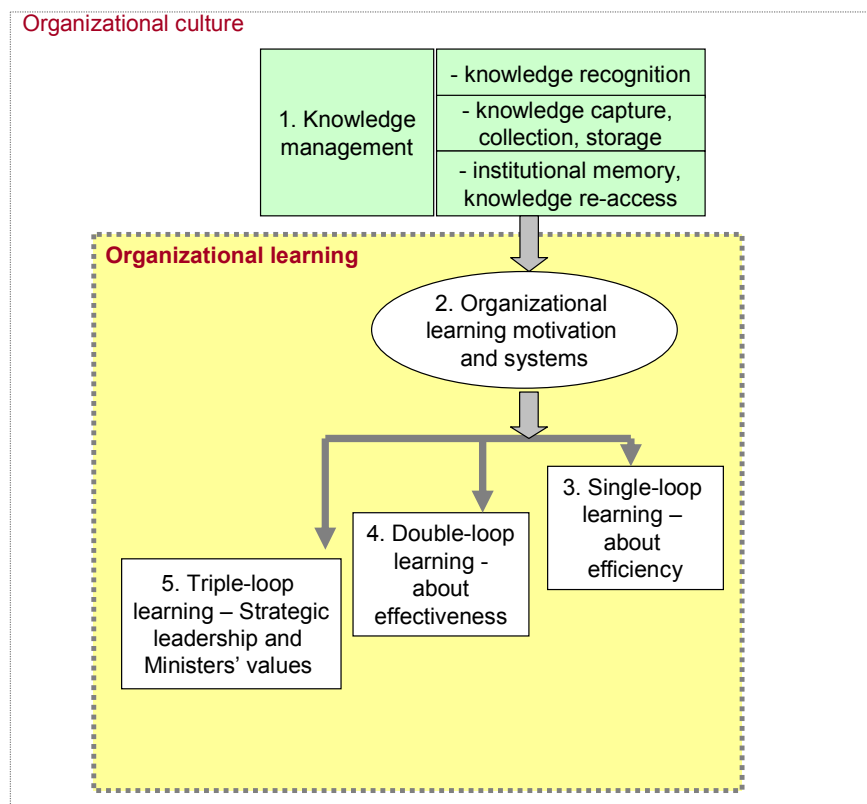 Organizational culture
1. Knowledge
management
- knowledge recognition
- knowledge capture,
collection, storage
- institutional memory,
knowledge re-access
Organizational learning
2. Organizational
learning motivation
and systems
3. Single-loop
learning –
about
efficiency
4. Double-loop
learning -
about
effectiveness
5. Triple-loop
learning – Strategic
leadership and
Ministers’ values